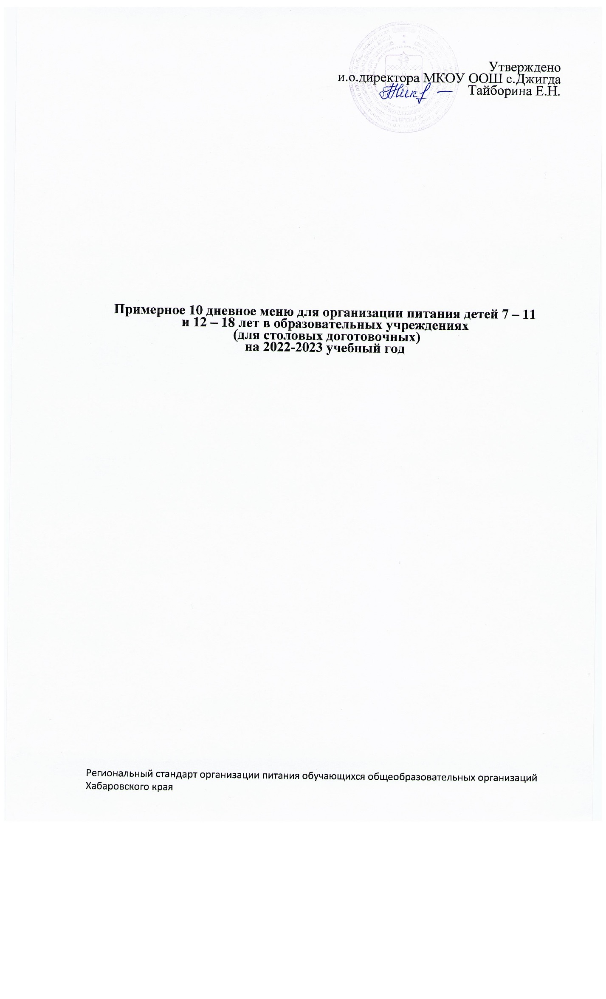 Утверждено
и.о.директора МКОУ ООШ с.Джигда
Тайборина Е.Н.
Примерное 10 дневное меню для организации питания детей 7 – 11
и 12 – 18 лет в образовательных учреждениях
(для столовых доготовочных)
на 2022-2023 учебный год
Региональный стандарт организации питания обучающихся общеобразовательных организаций
Хабаровского края